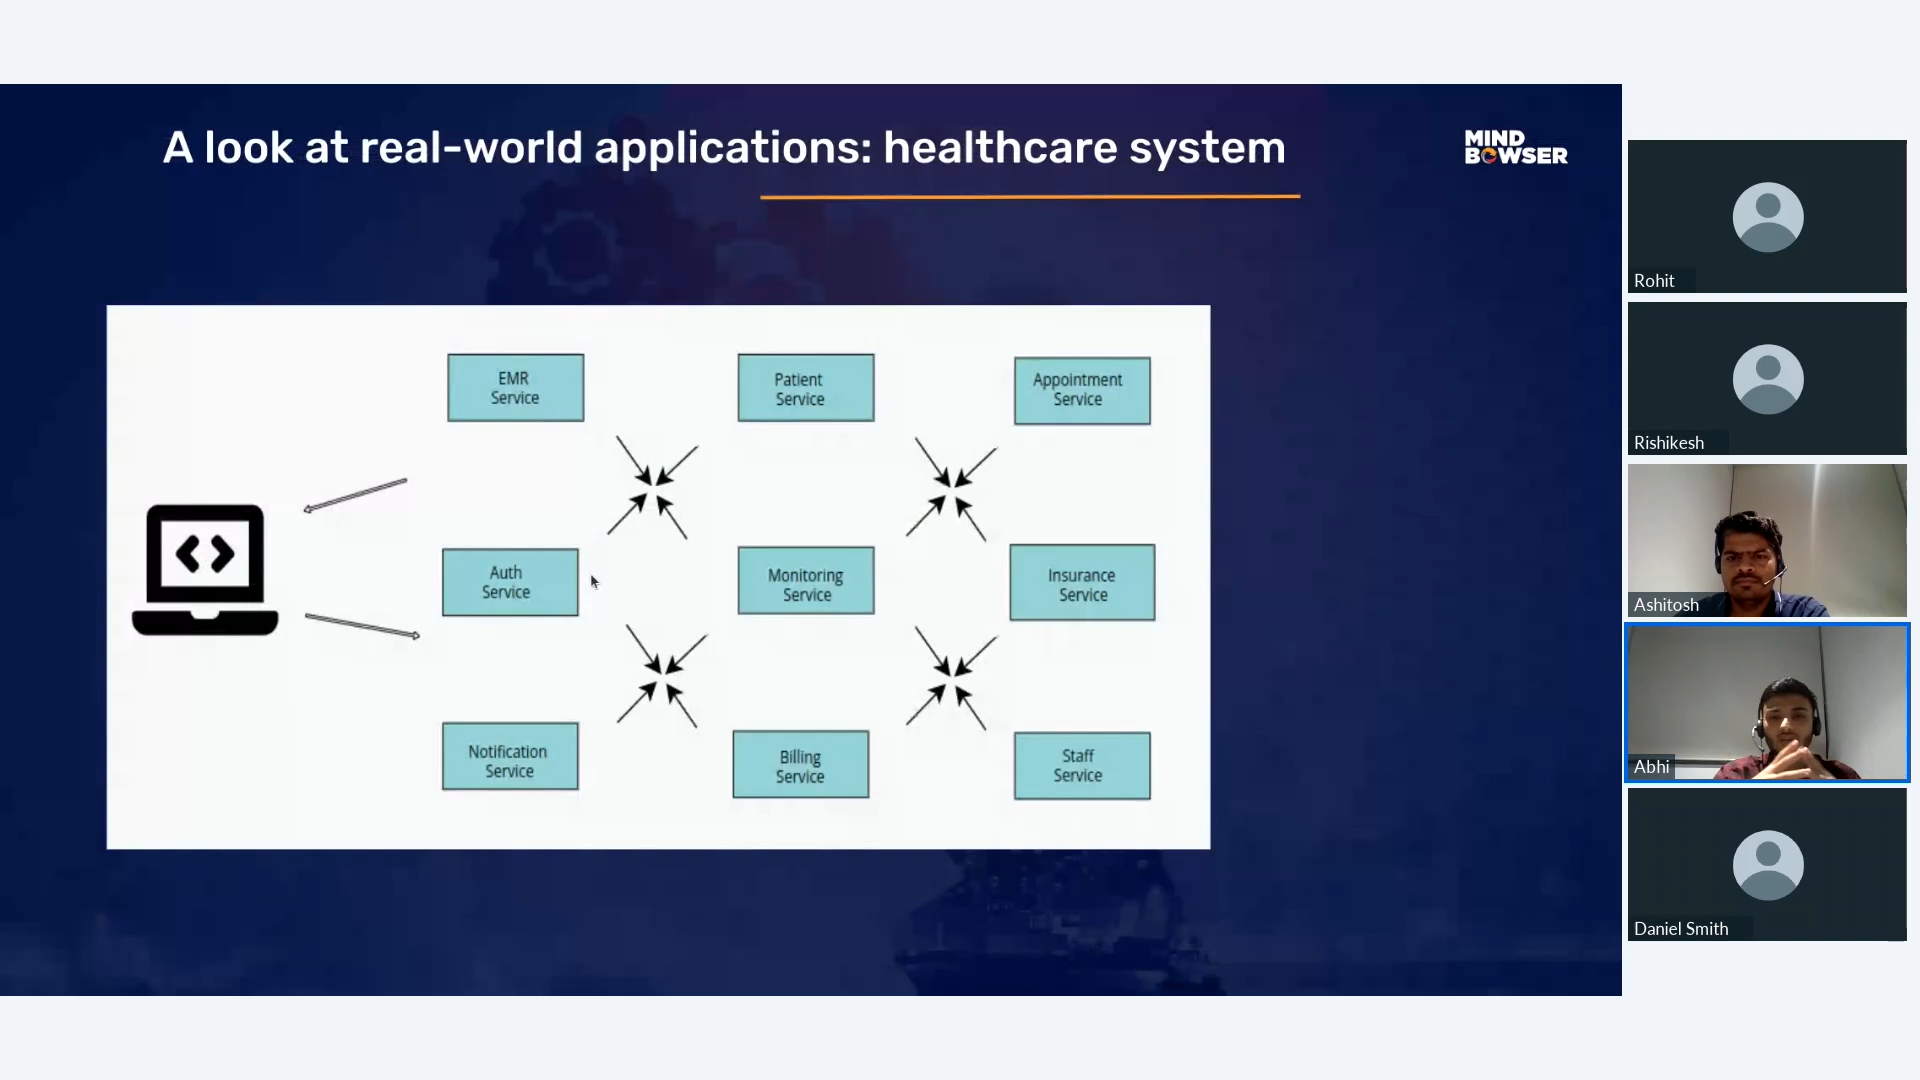 A look at real-world applications: healthcare system
MIND
BOWSER
EMR
Service
Patient
Service
Appointment
Service
Auth
Service
Monitoring
Service
Insurance
Service
Notification
Service
Billing
Service
Staff
Service
Rohit
Rishikesh
Ashitosh
Abhi
Daniel Smith